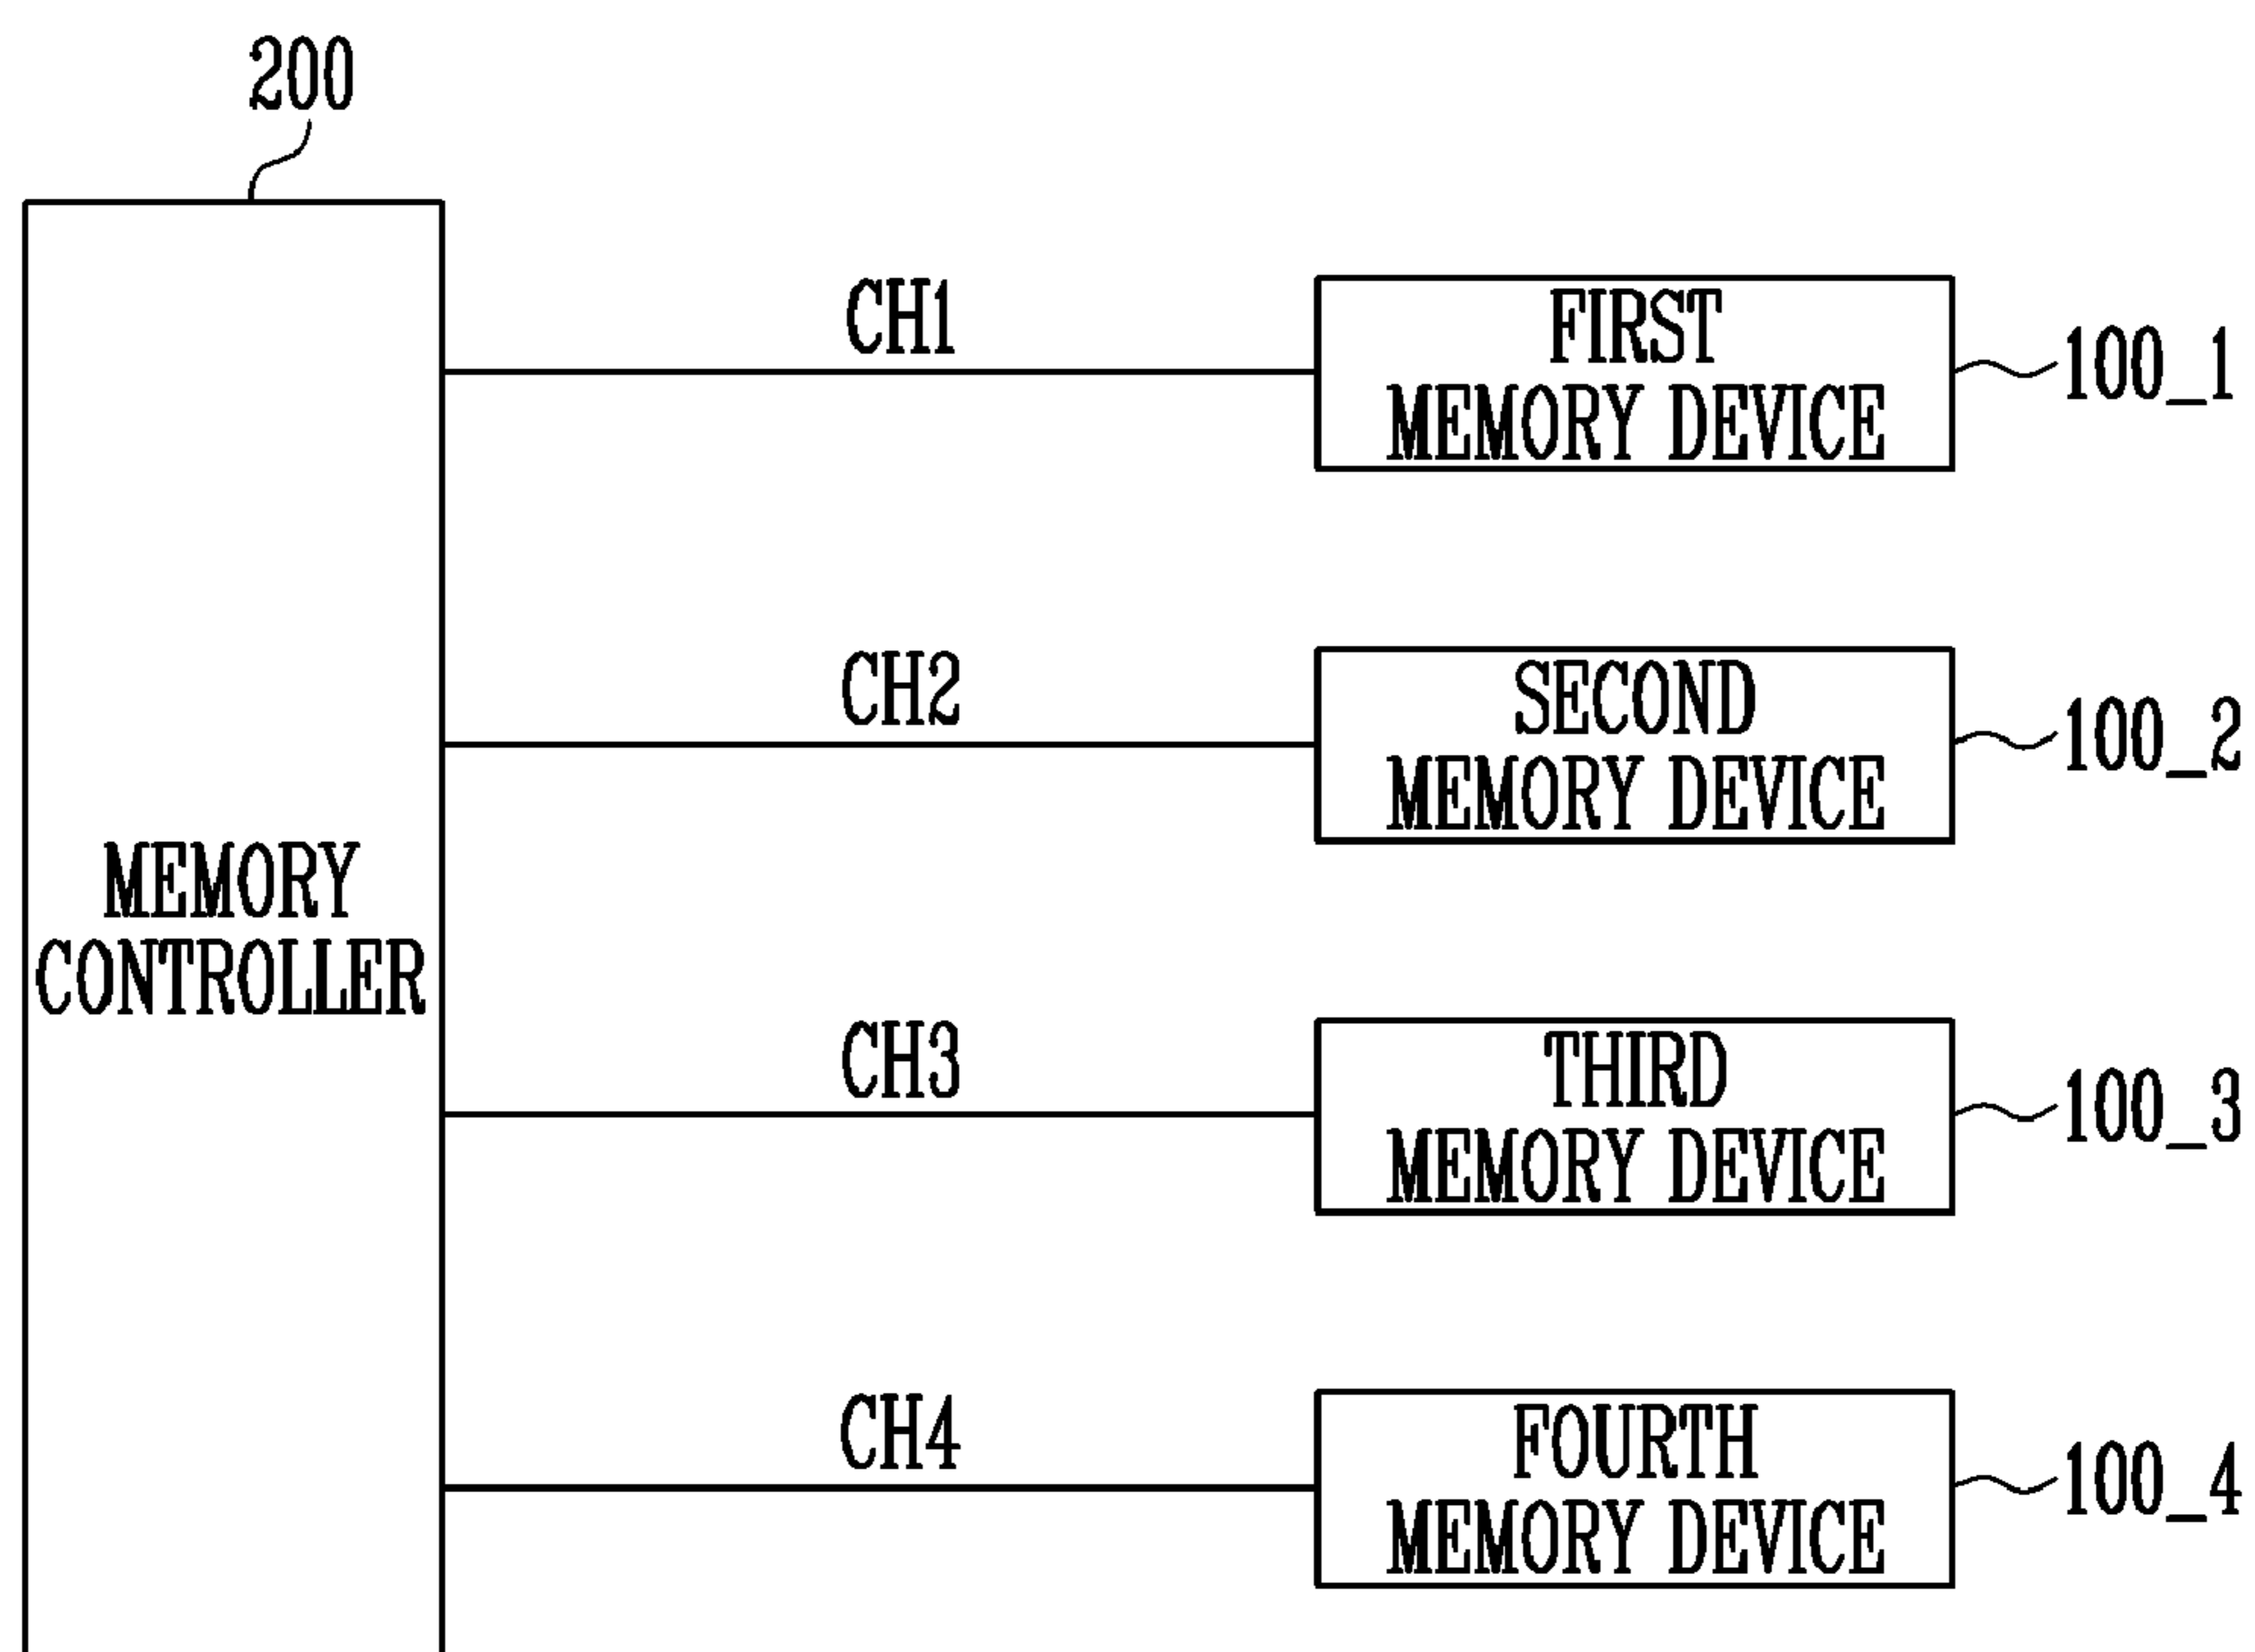 200
CH1
FIRST
MEMORY DEVICE
100_1
CH2
SECOND
MEMORY DEVICE
100_2
MEMORY
CONTROLLER
CH3
THIRD
MEMORY DEVICE
100_3
CH4
FOURTH
MEMORY DEVICE
100_4